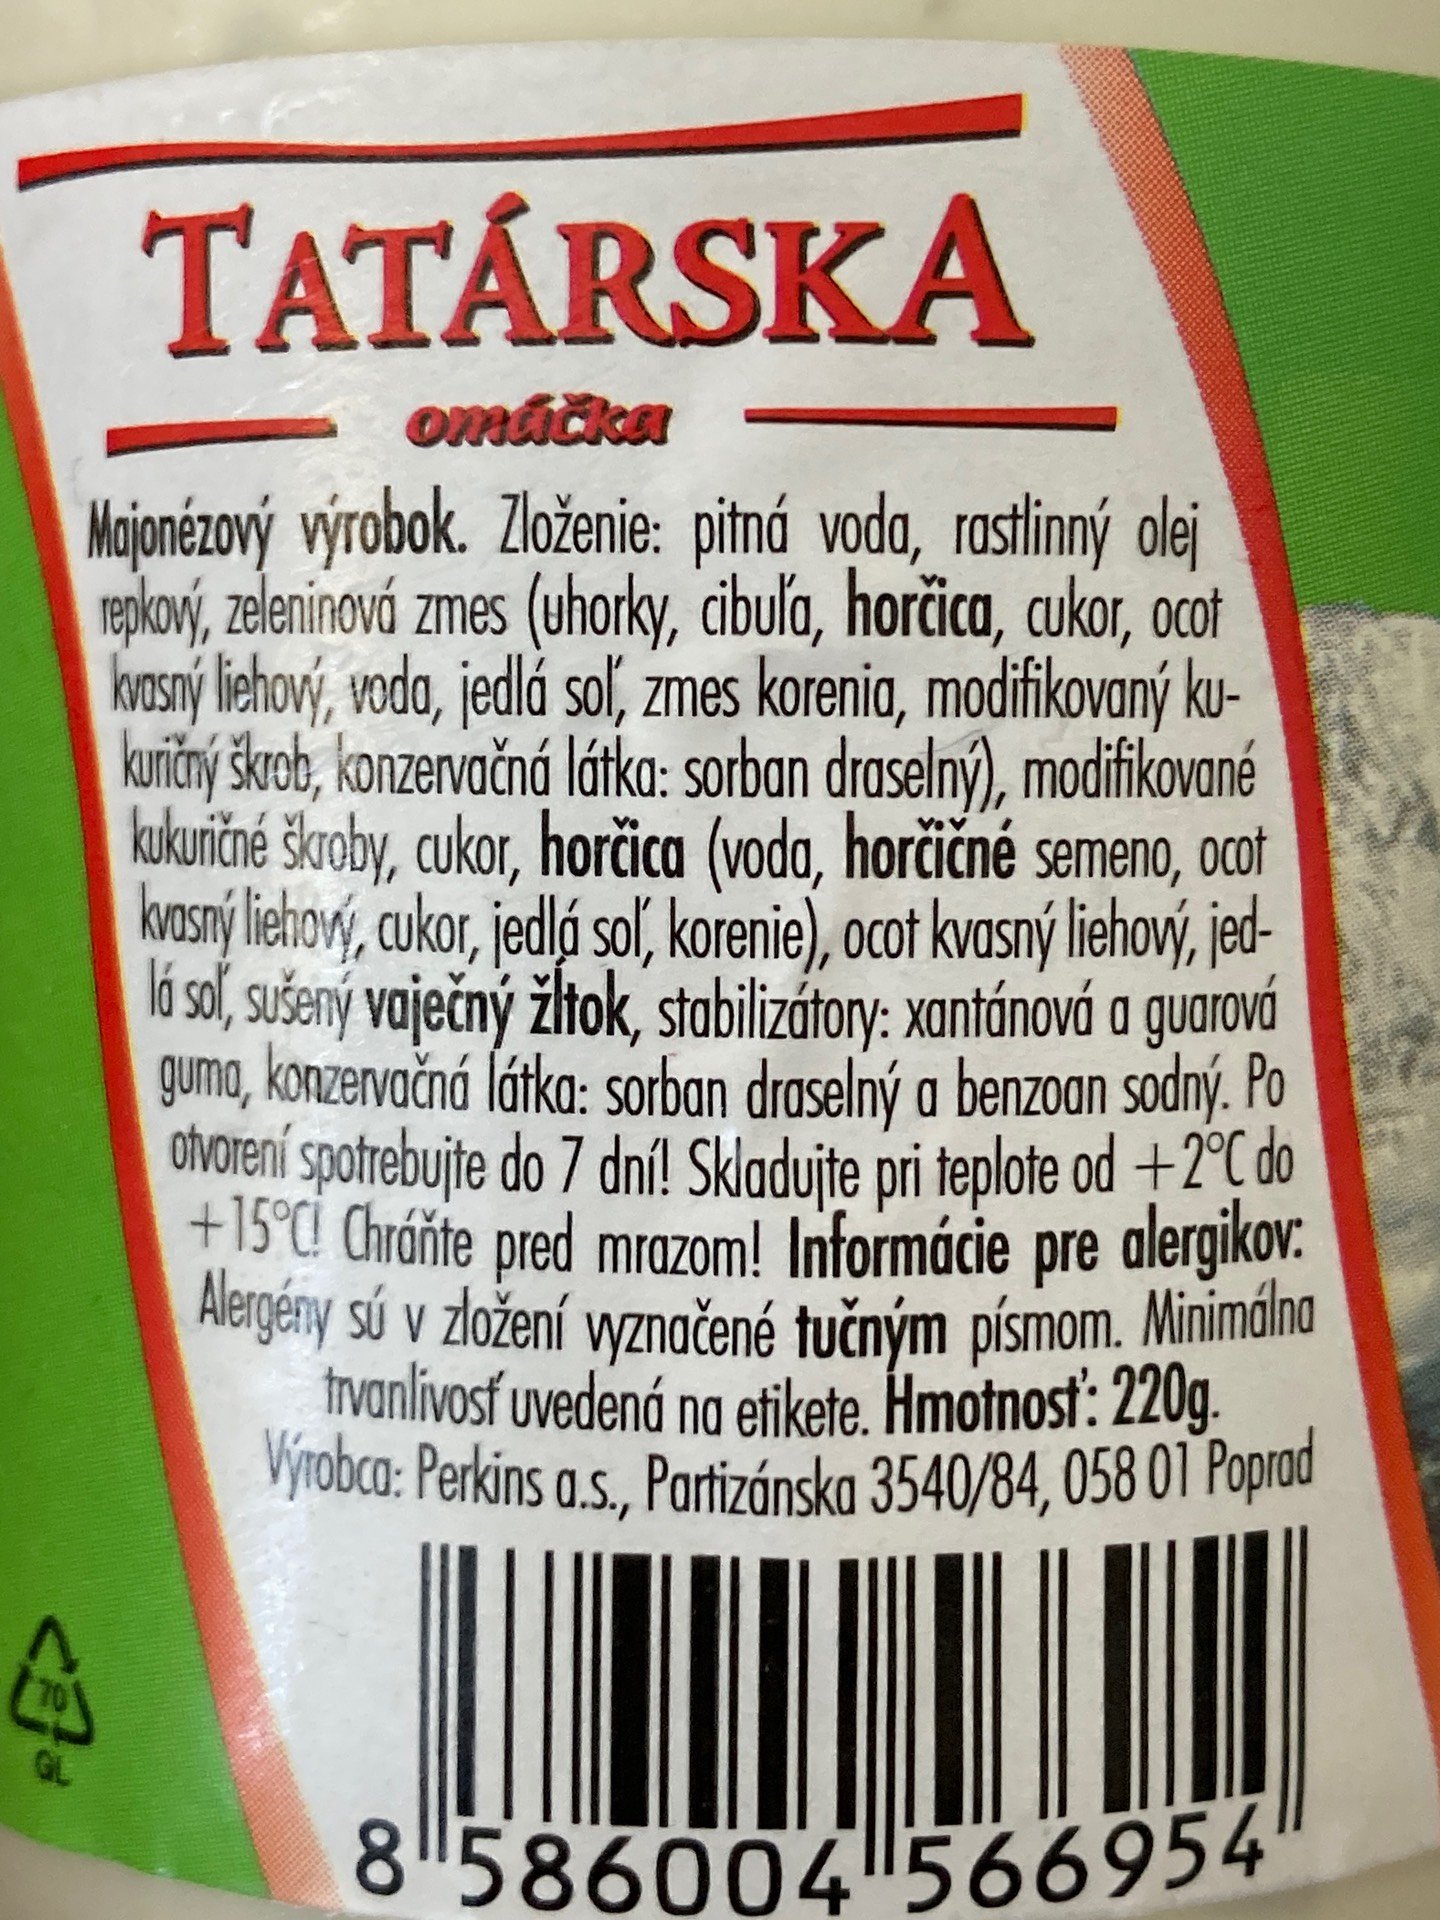 TATÁRSKA
omáčka
Majonézový výrobok. Zloženie: pitná voda, rastlinný olej
repkový, zeleninová zmes (uhorky, cibuľa, horčica, cukor, ocot
kvasný liehový, voda, jedlá soľ, zmes korenia, modifikovaný ku-
kuričný škrob, konzervačná látka: sorban draselný), modifikované
kukuričné škroby, cukor, horčica (voda, horčičné semeno, ocot
kvasný liehový, cukor, jedlá soľ, korenie), ocot kvasný liehový, jed-
lá soľ, sušený vaječný žĺtok, stabilizátory: xantánová a guarová
guma, konzervačná látka: sorban draselný a benzoan sodný. Po
otvorení spotrebujte do 7 dní! Skladujte pri teplote od +2°C do
+15°C! Chráňte pred mrazom! Informácie pre alergikov:
Alergény sú v zložení vyznačené tučným písmom. Minimálna
trvanlivosť uvedená na etikete. Hmotnosť: 220g.
Výrobca: Perkins a.s., Partizánska 3540/84, 058 01 Poprad
70
GL
8 586004 566954